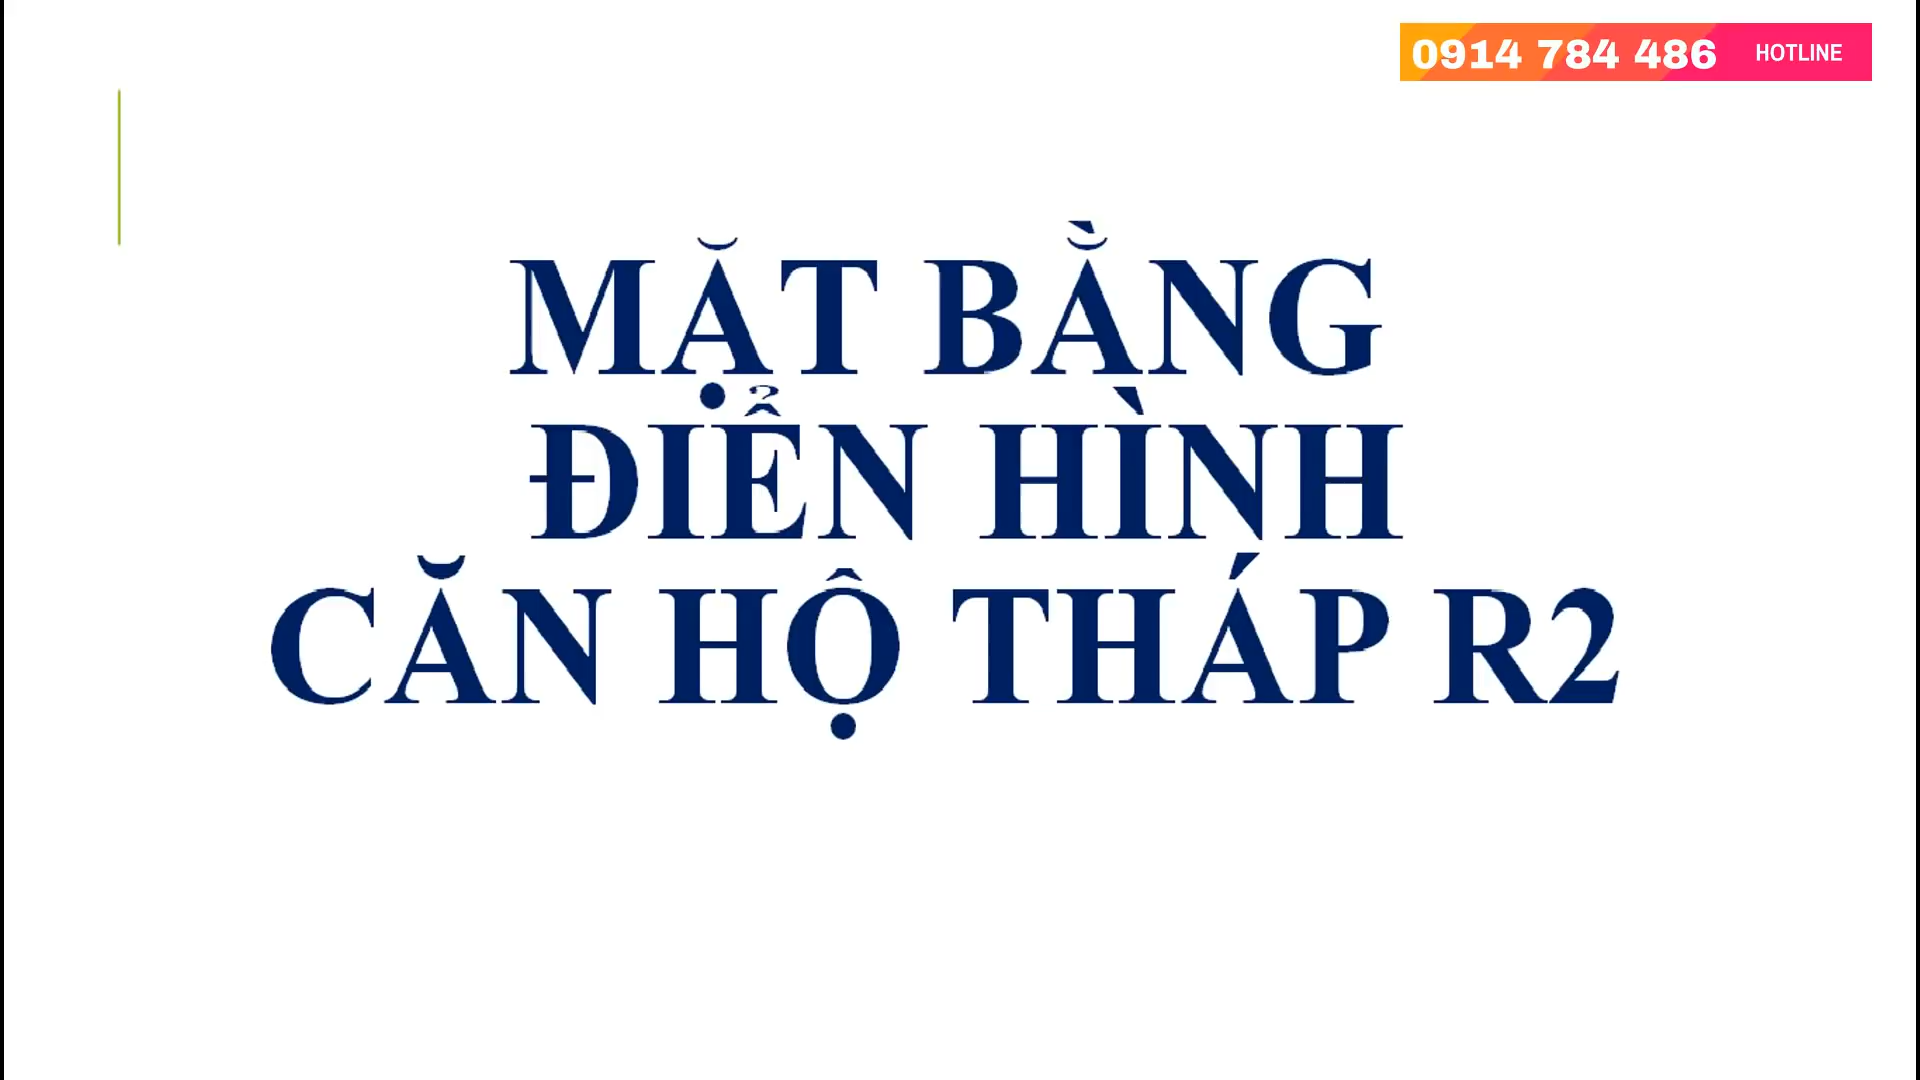 0914 784 486 HOTLINE
MẶT BẰNG
ĐIỂN HÌNH
CĂN HỘ THÁP R2